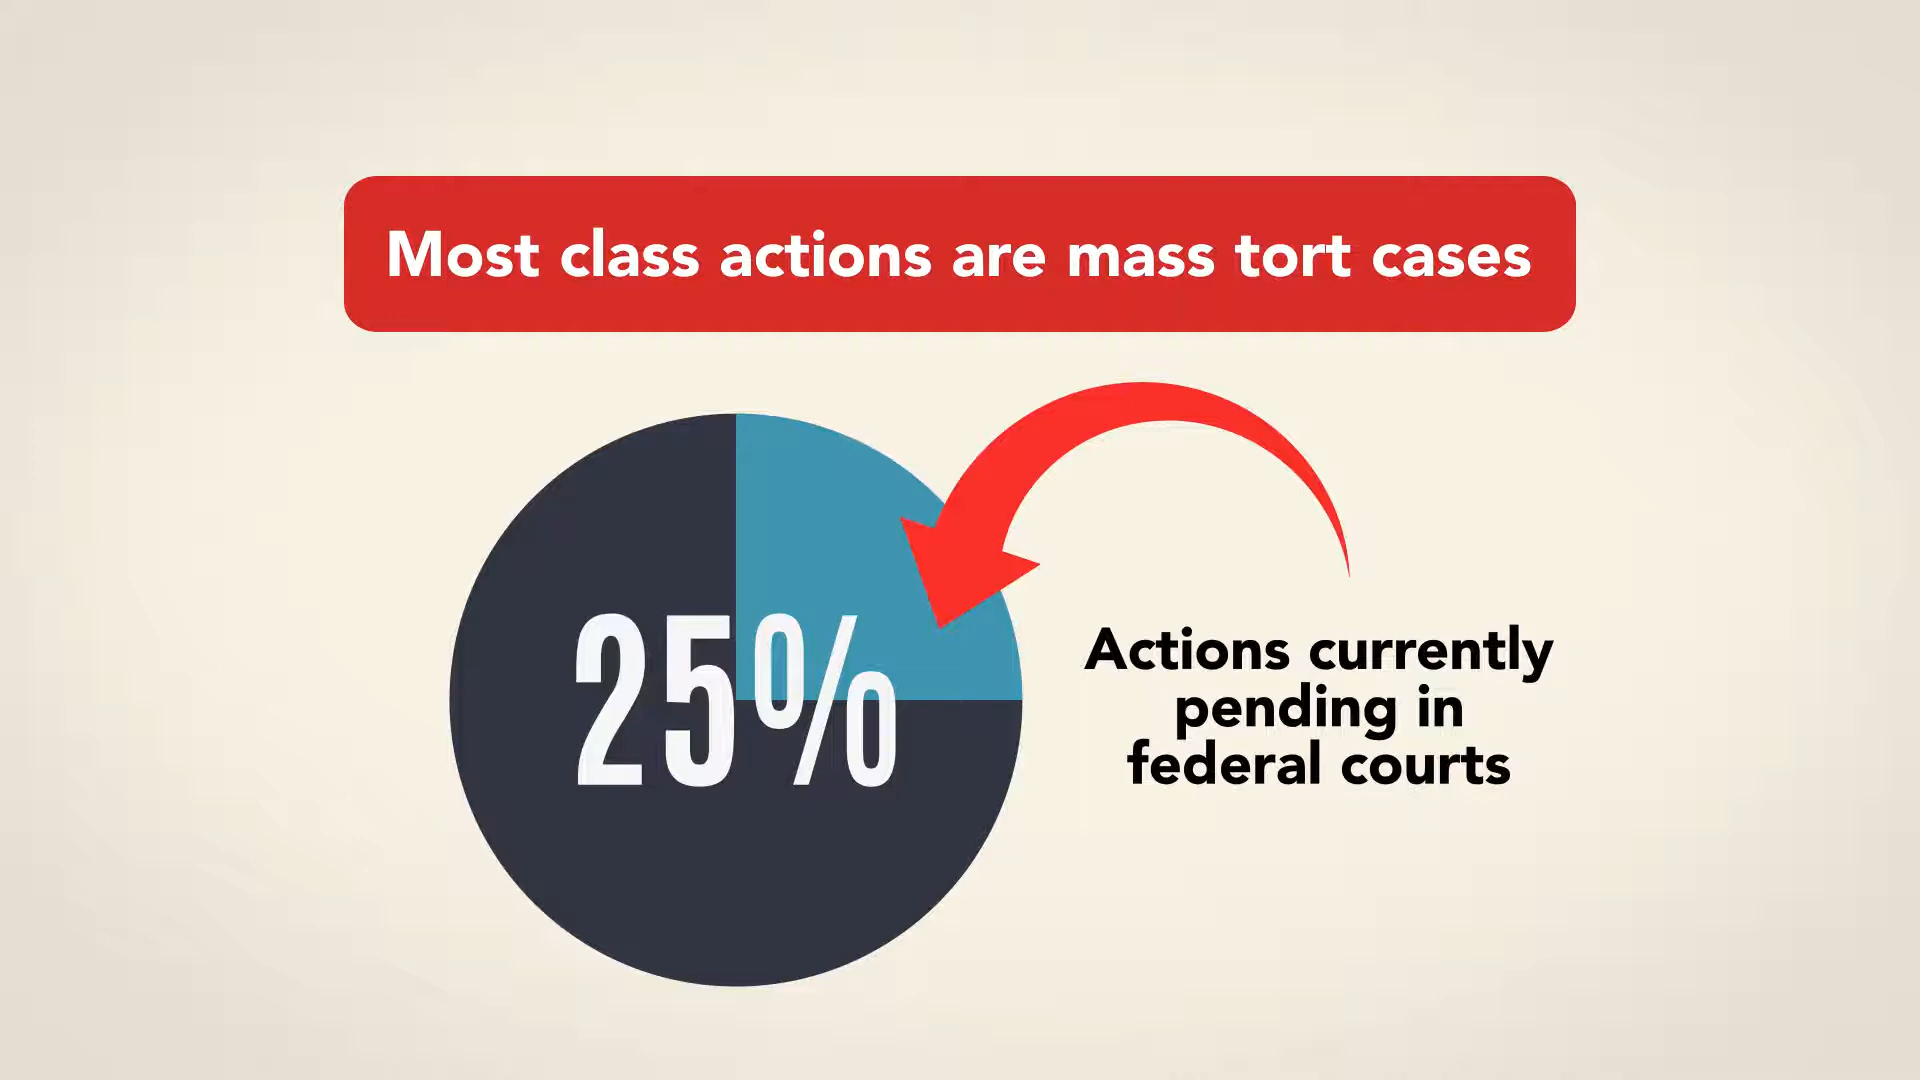 Most class actions are mass tort cases
25%
Actions currently
pending in
federal courts